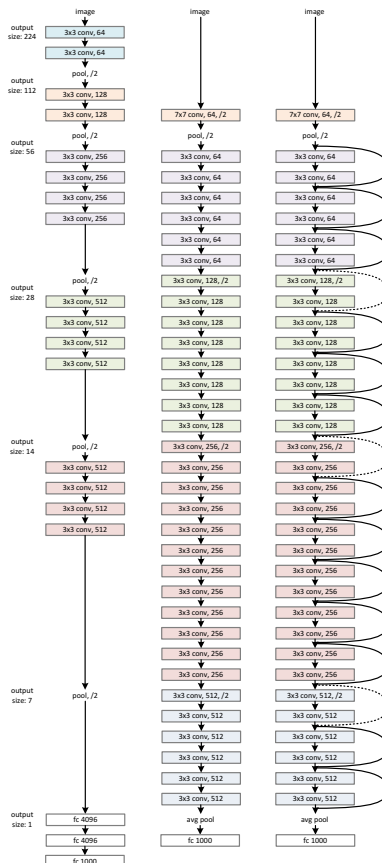 output
size: 224
output
size: 112
output
size: 56
output
size: 28
output
size: 14
output
size: 7
output
size: 1
image
3x3 conv, 64
3x3 conv, 64
pool, /2
3x3 conv, 128
3x3 conv, 128
pool, /2
3x3 conv, 256
3x3 conv, 256
3x3 conv, 256
3x3 conv, 256
pool, /2
3x3 conv, 512
3x3 conv, 512
3x3 conv, 512
3x3 conv, 512
pool, /2
3x3 conv, 512
3x3 conv, 512
3x3 conv, 512
3x3 conv, 512
pool, /2
fc 4096
fc 4096
fc 1000
image
7x7 conv, 64, /2
pool, /2
3x3 conv, 64
3x3 conv, 64
3x3 conv, 64
3x3 conv, 64
3x3 conv, 64
3x3 conv, 64
3x3 conv, 128, /2
3x3 conv, 128
3x3 conv, 128
3x3 conv, 128
3x3 conv, 128
3x3 conv, 128
3x3 conv, 128
3x3 conv, 128
3x3 conv, 256, /2
3x3 conv, 256
3x3 conv, 256
3x3 conv, 256
3x3 conv, 256
3x3 conv, 256
3x3 conv, 256
3x3 conv, 256
3x3 conv, 256
3x3 conv, 256
3x3 conv, 256
3x3 conv, 256
3x3 conv, 512, /2
3x3 conv, 512
3x3 conv, 512
3x3 conv, 512
3x3 conv, 512
3x3 conv, 512
avg pool
fc 1000
image
7x7 conv, 64, /2
pool, /2
3x3 conv, 64
3x3 conv, 64
3x3 conv, 64
3x3 conv, 64
3x3 conv, 64
3x3 conv, 64
3x3 conv, 128, /2
3x3 conv, 128
3x3 conv, 128
3x3 conv, 128
3x3 conv, 128
3x3 conv, 128
3x3 conv, 128
3x3 conv, 128
3x3 conv, 256, /2
3x3 conv, 256
3x3 conv, 256
3x3 conv, 256
3x3 conv, 256
3x3 conv, 256
3x3 conv, 256
3x3 conv, 256
3x3 conv, 256
3x3 conv, 256
3x3 conv, 256
3x3 conv, 256
3x3 conv, 512, /2
3x3 conv, 512
3x3 conv, 512
3x3 conv, 512
3x3 conv, 512
3x3 conv, 512
avg pool
fc 1000